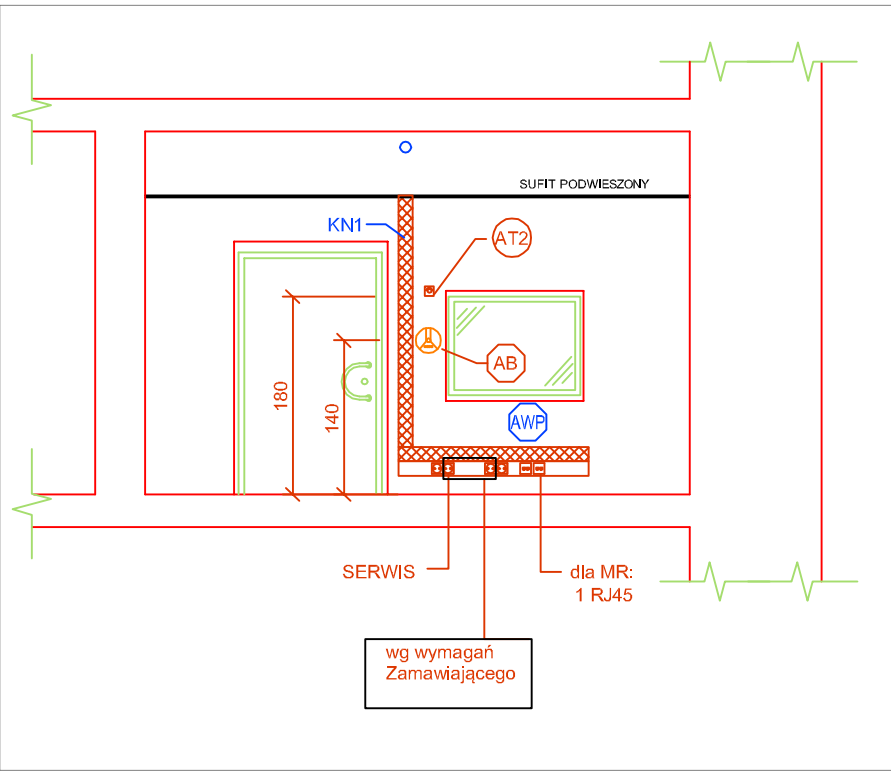 SUFIT PODWIESZONY
KN1
AT2
AB
180
140
AWP
SERWIS
dla MR:
1 RJ45
wg wymagań
Zamawiającego